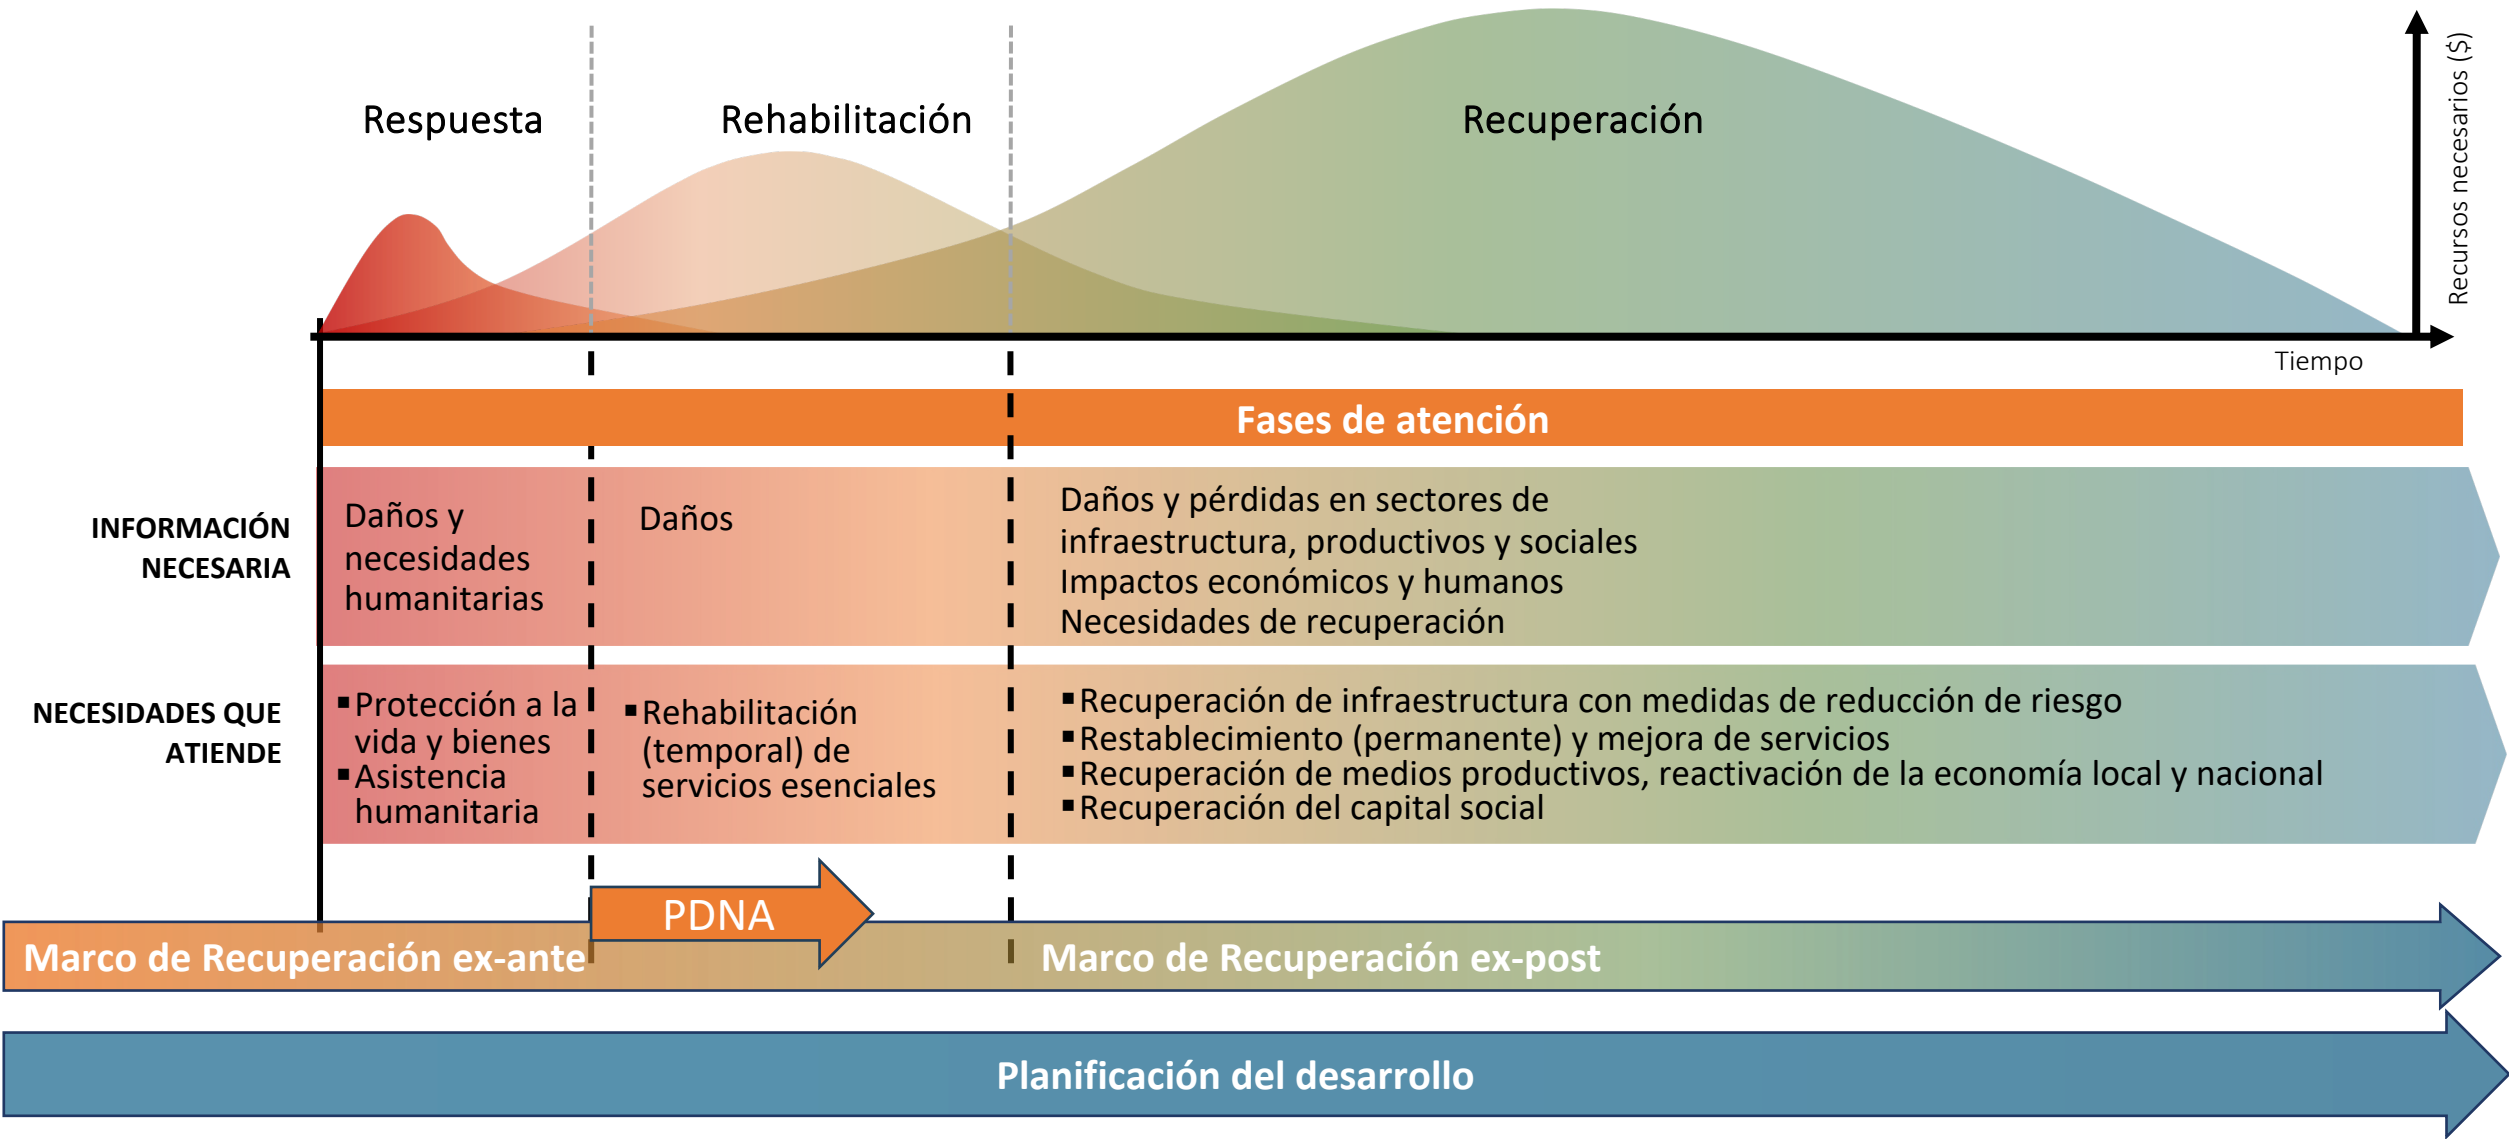 Respuesta
Rehabilitación
Recuperación
Recursos necesarios ($)
Tiempo
Fases de atención
INFORMACIÓN
NECESARIA
Daños y
necesidades
humanitarias
Daños
Daños y pérdidas en sectores de
infraestructura, productivos y sociales
Impactos económicos y humanos
Necesidades de recuperación
NECESIDADES QUE
ATIENDE
▪Protección a la
vida y bienes
▪Asistencia
humanitaria
▪Rehabilitación
(temporal) de
servicios esenciales
▪Recuperación de infraestructura con medidas de reducción de riesgo
▪Restablecimiento (permanente) y mejora de servicios
▪Recuperación de medios productivos, reactivación de la economía local y nacional
▪Recuperación del capital social
PDNA
Marco de Recuperación ex-ante
Marco de Recuperación ex-post
Planificación del desarrollo